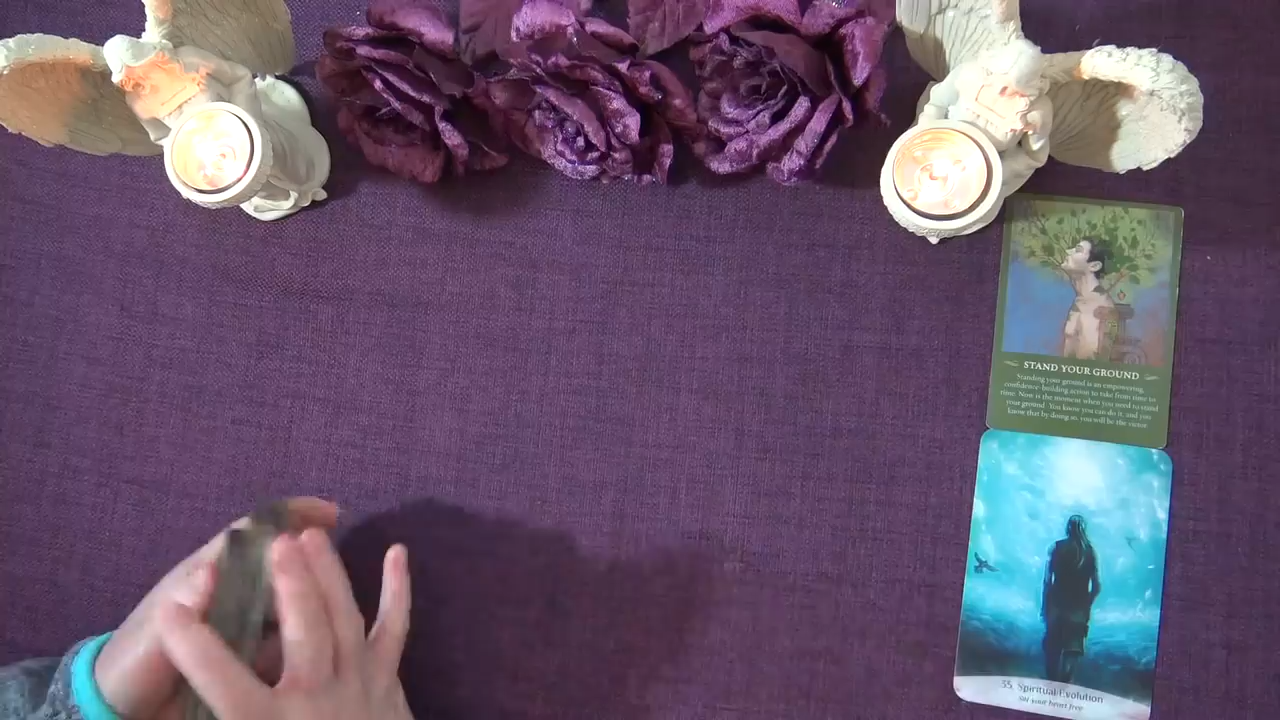 STAND YOUR GROUND
Standing your ground is an empowering,
confidence-building action to take from time to
time. Now is the moment when you need to stand
your ground. You know you can do it, and you
know that by doing so, you will be the victor.
35. Spiritual Evolution
Set your heart free